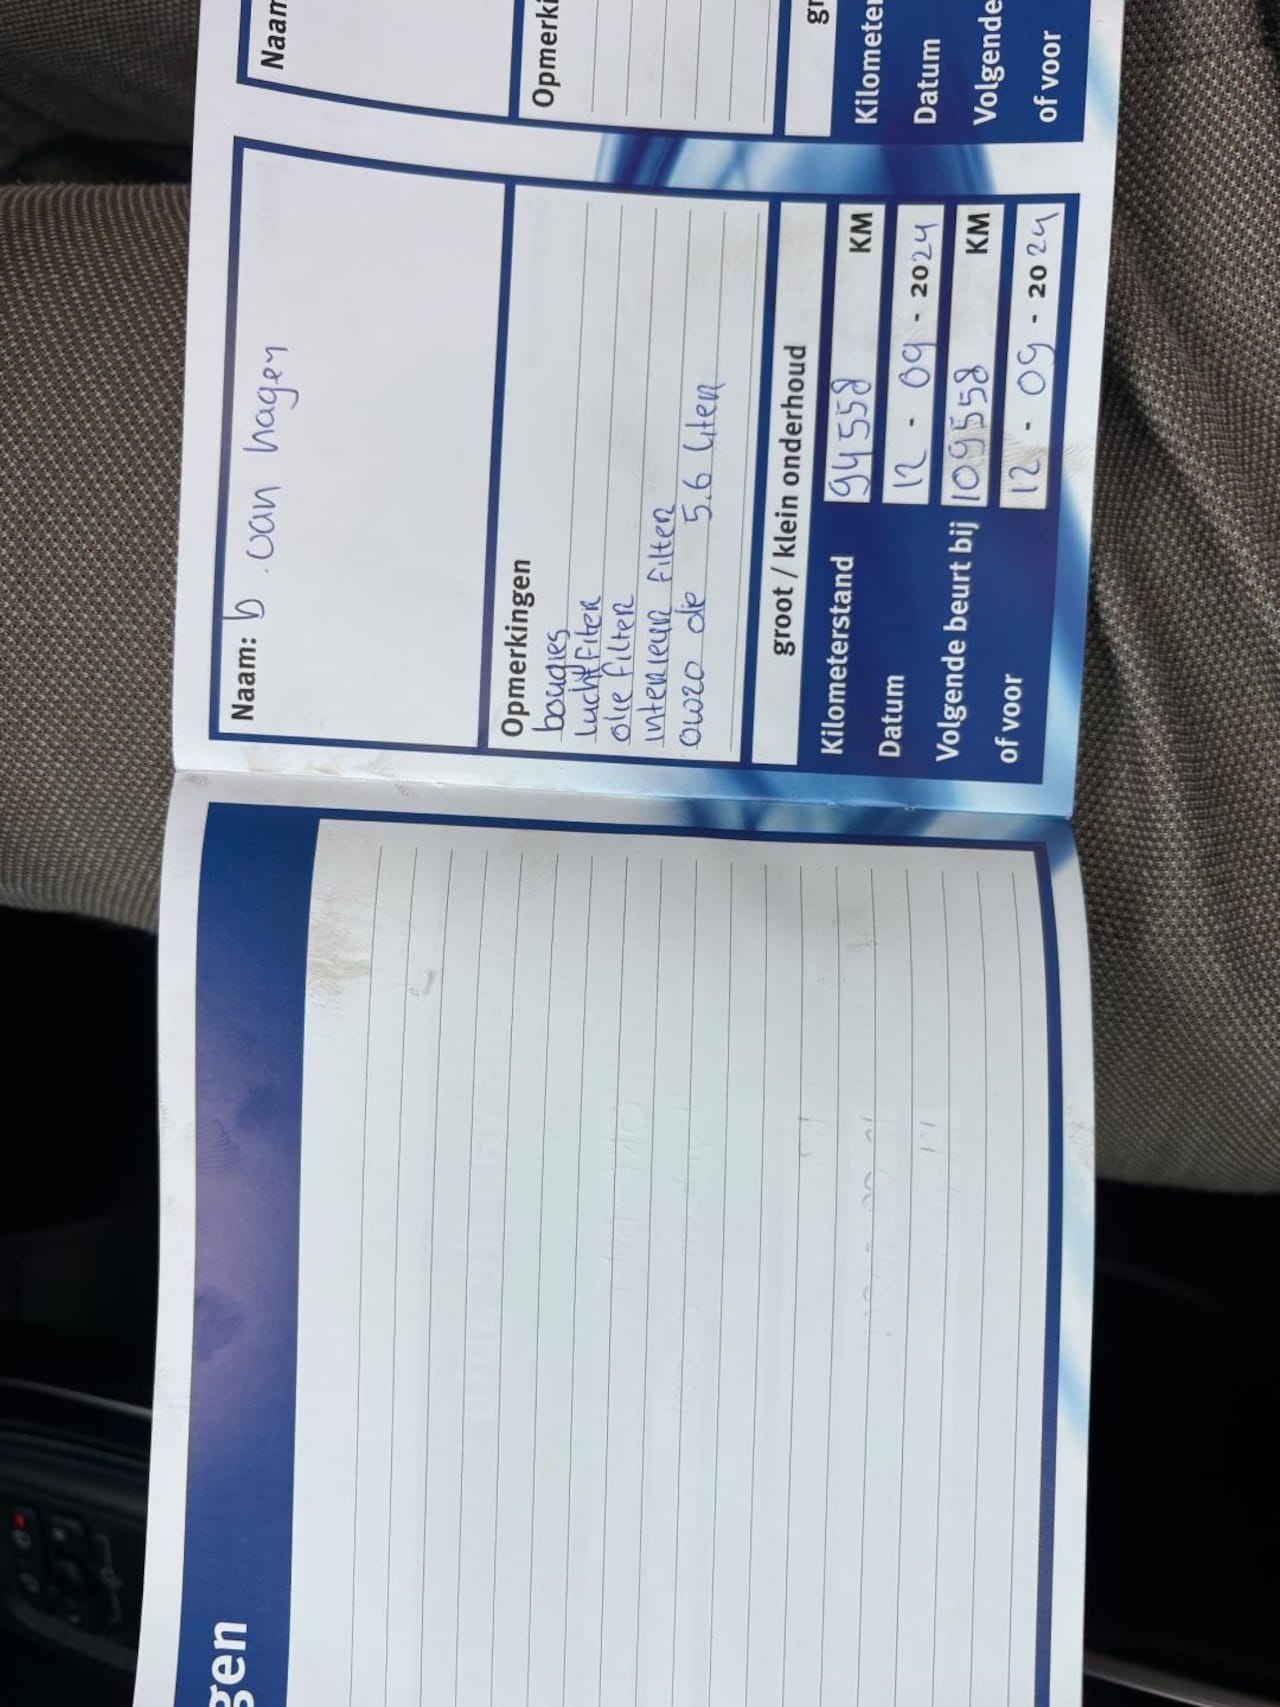 Naam: b. van hagen
Opmerkingen
bougies
luchtfilter
olie filter
interieur filter
0w20 olie 5.6 liter
groot / klein onderhoud
Kilometerstand 94558 KM
Datum 12 - 09 - 2024
Volgende beurt bij 109558 KM
of voor 12 - 09 - 2024
Naam
Opmerki
gr
Kilometer
Datum
Volgende
of voor
gen